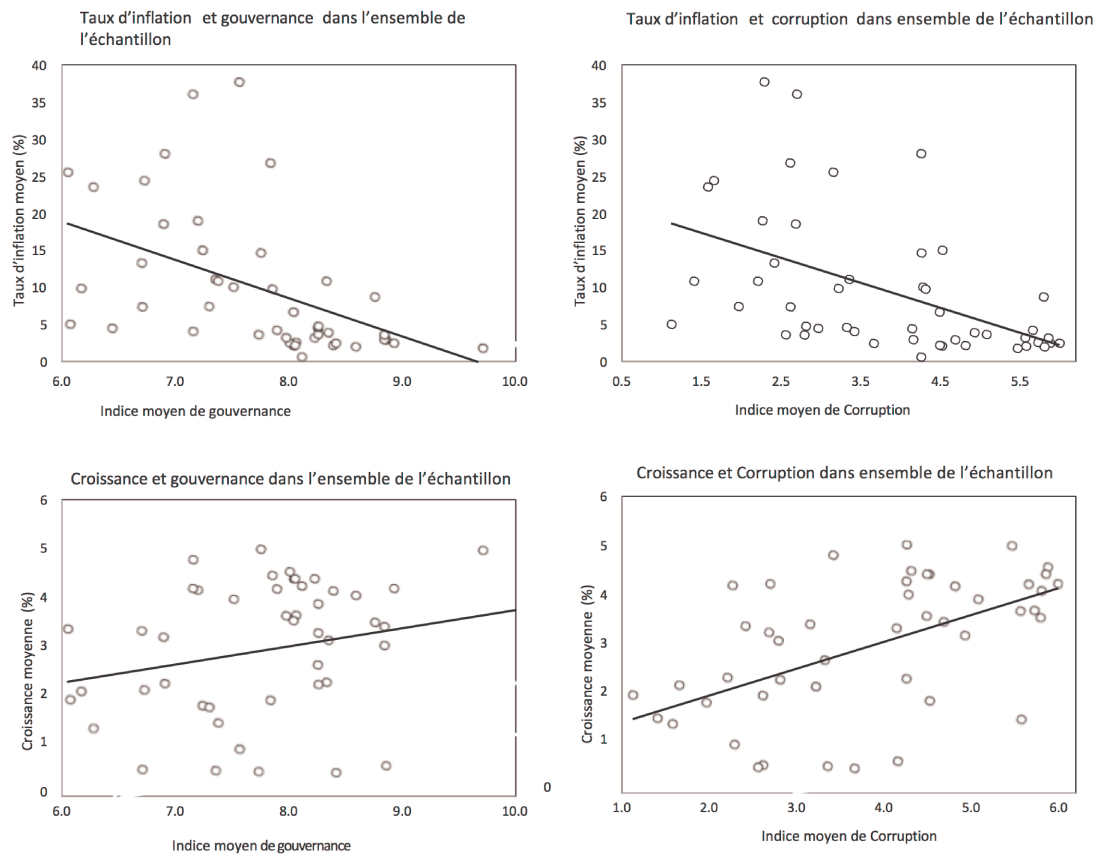 Taux d’inflation et gouvernance dans l’ensemble de
l’échantillon
40
35
30
25
20
15
10
5
0
6.0 7.0 8.0 9.0 10.0
Taux d’inflation moyen (%)
Indice moyen de gouvernance
Taux d’inflation et corruption dans ensemble de l’échantillon
40
35
30
25
20
15
10
5
0
0.5 1.5 2.5 3.5 4.5 5.5
Taux d’inflation moyen (%)
Indice moyen de Corruption
Croissance et gouvernance dans l’ensemble de l’échantillon
6
5
4
3
2
1
0
6.0 7.0 8.0 9.0 10.0
Croissance moyenne (%)
Indice moyen de gouvernance
Croissance et Corruption dans ensemble de l’échantillon
6
5
4
3
2
1
0
1.0 2.0 3.0 4.0 5.0 6.0
Croissance moyenne (%)
Indice moyen de Corruption